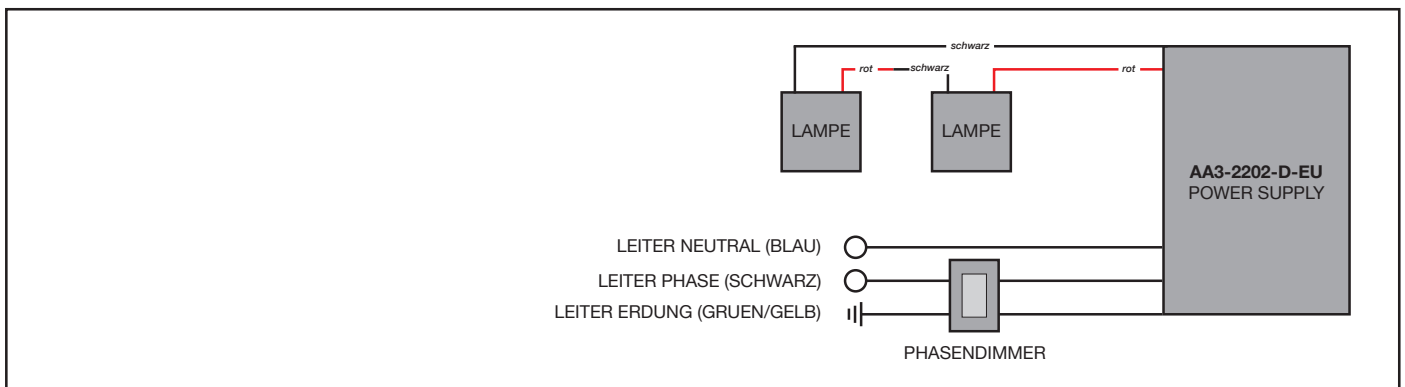 schwarz
rot
schwarz
rot
LAMPE
LAMPE
AA3-2202-D-EU
POWER SUPPLY
LEITER NEUTRAL (BLAU)
LEITER PHASE (SCHWARZ)
LEITER ERDUNG (GRUEN/GELB)
PHASENDIMMER